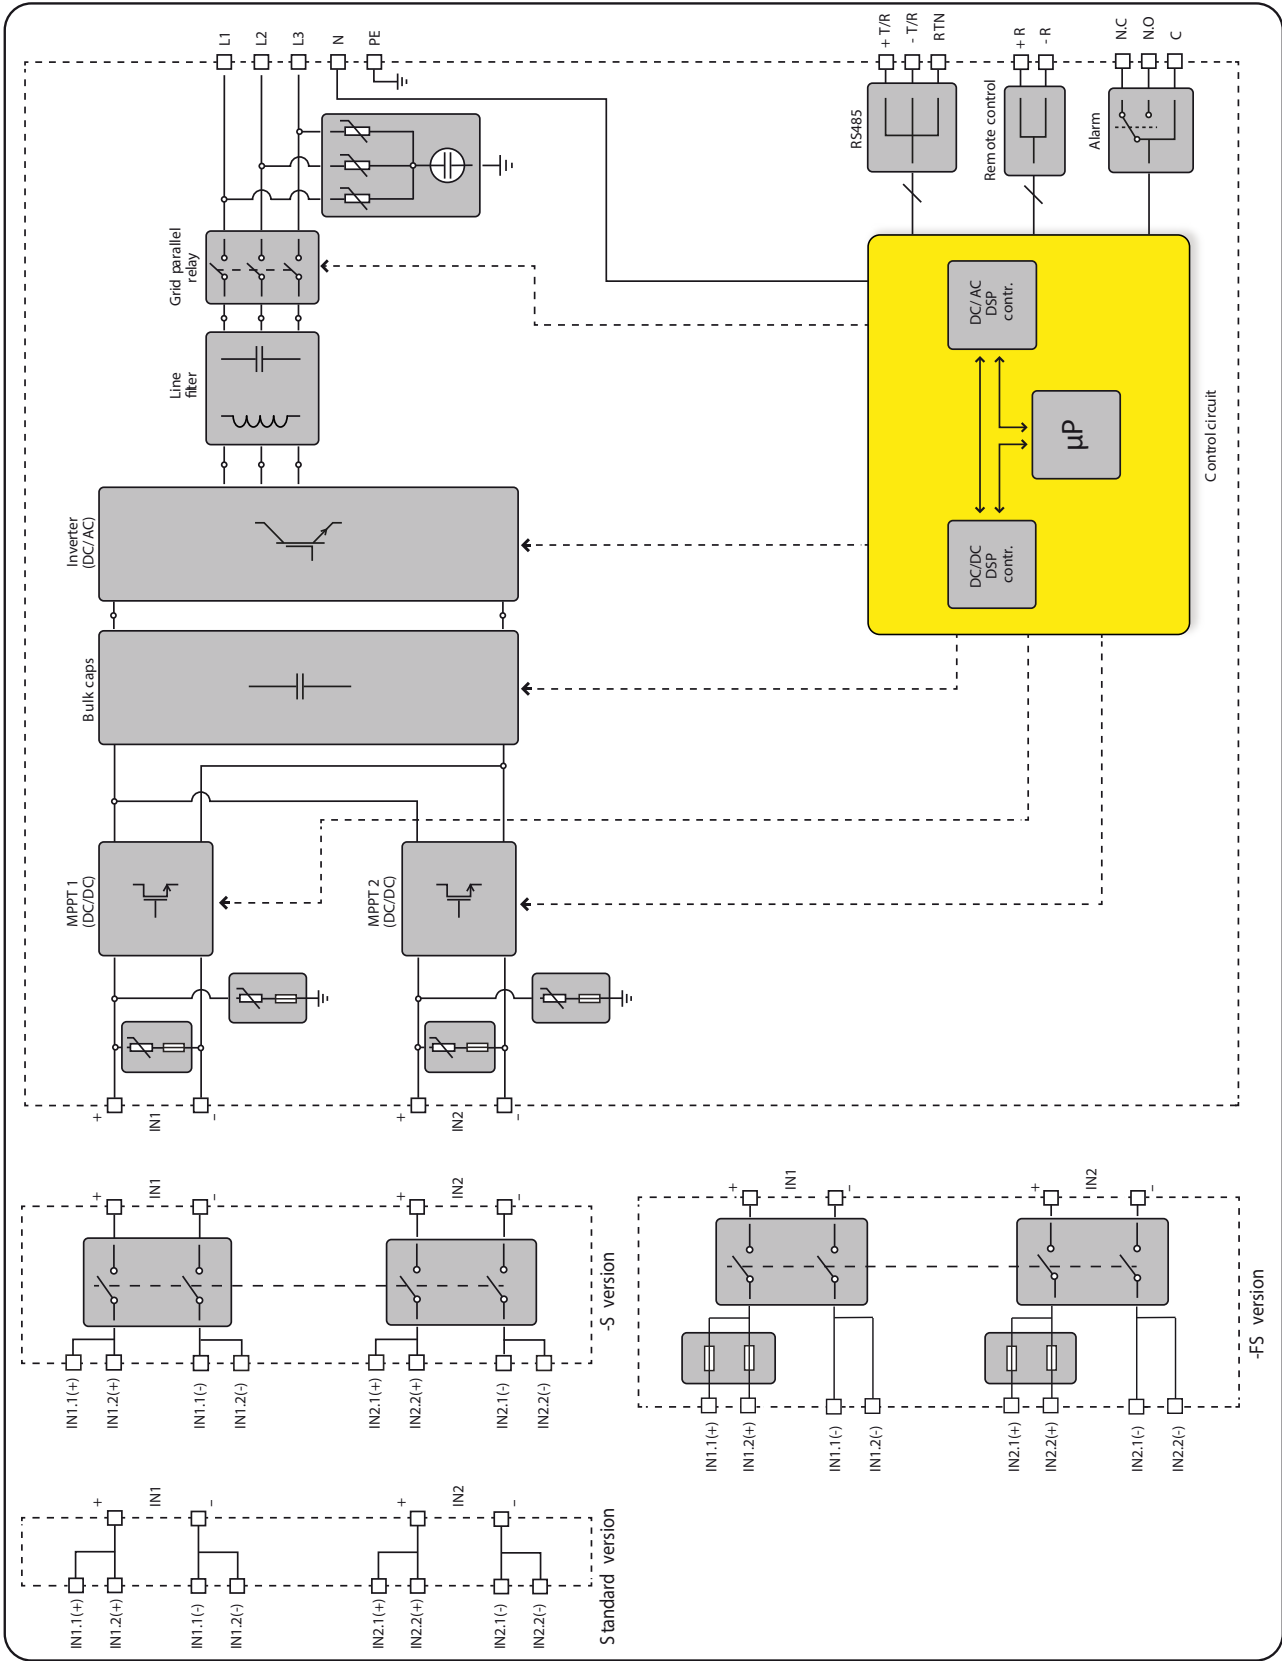 L1
L2
L3
N
PE
+ T/R
- T/R
RTN
+ R
- R
N.C
N.O
C
RS485
Remote control
Alarm
Grid parallel
relay
Line
filter
Inverter
(DC/AC)
Bulk caps
MPPT 1
(DC/DC)
MPPT 2
(DC/DC)
DC/AC
DSP
contr.
µP
DC/DC
DSP
contr.
Control circuit
+
IN1
-
+
IN2
-
+
IN1
-
+
IN2
-
IN1.1(+)
IN1.2(+)
IN1.1(-)
IN1.2(-)
IN2.1(+)
IN2.2(+)
IN2.1(-)
IN2.2(-)
-S version
+
IN1
-
+
IN2
-
IN1.1(+)
IN1.2(+)
IN1.1(-)
IN1.2(-)
IN2.1(+)
IN2.2(+)
IN2.1(-)
IN2.2(-)
-FS version
+
IN1
-
+
IN2
-
IN1.1(+)
IN1.2(+)
IN1.1(-)
IN1.2(-)
IN2.1(+)
IN2.2(+)
IN2.1(-)
IN2.2(-)
Standard version